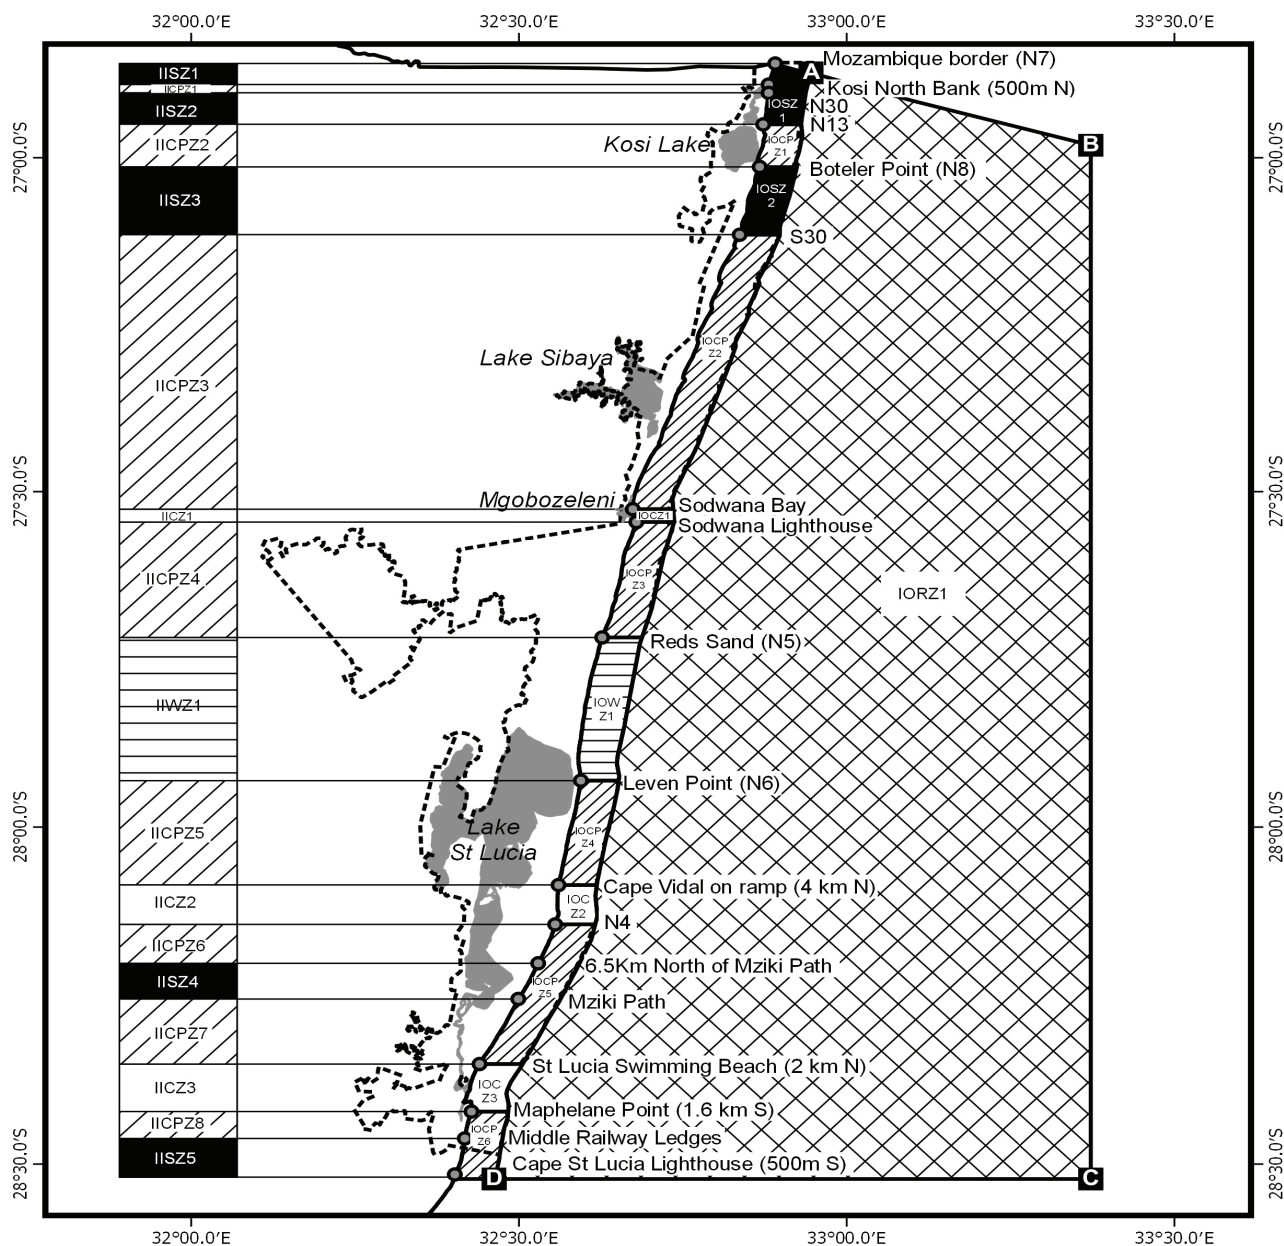 32°00.0'E 32°30.0'E 33°00.0'E 33°30.0'E
Mozambique border (N7)
A
IISZ1
IICPZ1
Kosi North Bank (500m N)
IISZ2
IOSZ
1
N30
N13
IICPZ2
Kosi Lake
IOCP
Z1
B
27°00.0'S
27°00.0'S
Boteler Point (N8)
IISZ3
IOSZ
2
S30
IOCP
Z2
Lake Sibaya
IICPZ3
27°30.0'S
27°30.0'S
Mgobozeleni
Sodwana Bay
IICZ1
IOCZ1
Sodwana Lighthouse
IICPZ4
IOCP
Z3
IORZ1
Reds Sand (N5)
IIWZ1
IOW
Z1
Leven Point (N6)
28°00.0'S
28°00.0'S
IICPZ5
Lake
St Lucia
IOCP
Z4
Cape Vidal on ramp (4 km N)
IICZ2
IOC
Z2
N4
IICPZ6
6.5Km North of Mziki Path
IISZ4
IOCP
Z5
Mziki Path
IICPZ7
St Lucia Swimming Beach (2 km N)
IICZ3
IOC
Z3
Maphelane Point (1.6 km S)
IICPZ8
IOCP
Z6
Middle Railway Ledges
IISZ5
Cape St Lucia Lighthouse (500m S)
28°30.0'S
28°30.0'S
D
C
32°00.0'E 32°30.0'E 33°00.0'E 33°30.0'E